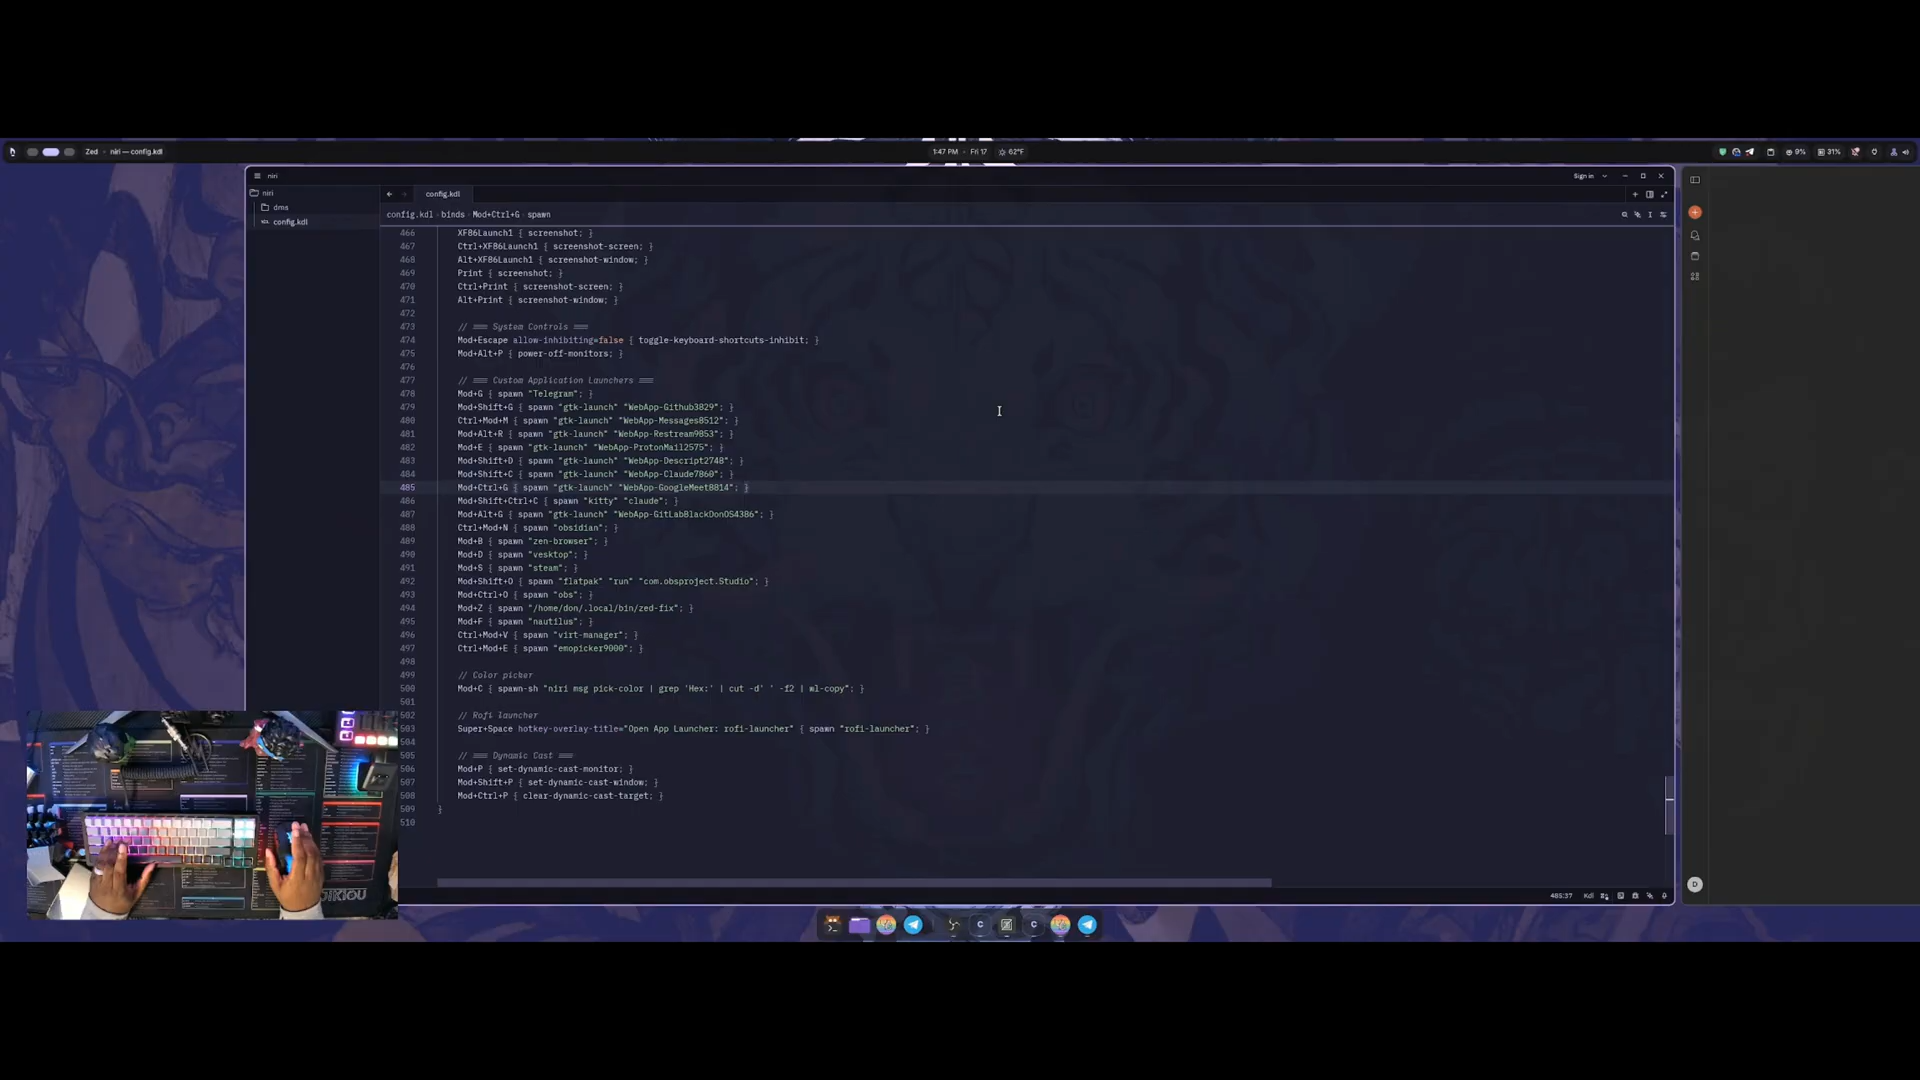 Zed • niri — config.kdl
1:47 PM • Fri 17 62°F
9% 31%
niri
Sign in
niri
config.kdl
dms
config.kdl
config.kdl › binds › Mod+Ctrl+G › spawn
466 XF86Launch1 { screenshot; }
467 Ctrl+XF86Launch1 { screenshot-screen; }
468 Alt+XF86Launch1 { screenshot-window; }
469 Print { screenshot; }
470 Ctrl+Print { screenshot-screen; }
471 Alt+Print { screenshot-window; }
472
473 // === System Controls ===
474 Mod+Escape allow-inhibiting=false { toggle-keyboard-shortcuts-inhibit; }
475 Mod+Alt+P { power-off-monitors; }
476
477 // === Custom Application Launchers ===
478 Mod+G { spawn "Telegram"; }
479 Mod+Shift+G { spawn "gtk-launch" "WebApp-Github3829"; }
480 Ctrl+Mod+M { spawn "gtk-launch" "WebApp-Messages8512"; }
481 Mod+Alt+R { spawn "gtk-launch" "WebApp-Restream9853"; }
482 Mod+E { spawn "gtk-launch" "WebApp-ProtonMail2575"; }
483 Mod+Shift+D { spawn "gtk-launch" "WebApp-Descript2748"; }
484 Mod+Shift+C { spawn "gtk-launch" "WebApp-Claude7860"; }
485 Mod+Ctrl+G { spawn "gtk-launch" "WebApp-GoogleMeet8814"; }
486 Mod+Shift+Ctrl+C { spawn "kitty" "claude"; }
487 Mod+Alt+G { spawn "gtk-launch" "WebApp-GitLabBlackDonOS4386"; }
488 Ctrl+Mod+N { spawn "obsidian"; }
489 Mod+B { spawn "zen-browser"; }
490 Mod+D { spawn "vesktop"; }
491 Mod+S { spawn "steam"; }
492 Mod+Shift+O { spawn "flatpak" "run" "com.obsproject.Studio"; }
493 Mod+Ctrl+O { spawn "obs"; }
494 Mod+Z { spawn "/home/don/.local/bin/zed-fix"; }
495 Mod+F { spawn "nautilus"; }
496 Ctrl+Mod+V { spawn "virt-manager"; }
497 Ctrl+Mod+E { spawn "emopicker9000"; }
498
499 // Color picker
500 Mod+C { spawn-sh "niri msg pick-color | grep 'Hex:' | cut -d' ' -f2 | wl-copy"; }
501
502 // Rofi launcher
503 Super+Space hotkey-overlay-title="Open App Launcher: rofi-launcher" { spawn "rofi-launcher"; }
504
505 // === Dynamic Cast ===
506 Mod+P { set-dynamic-cast-monitor; }
507 Mod+Shift+P { set-dynamic-cast-window; }
508 Mod+Ctrl+P { clear-dynamic-cast-target; }
509 }
510
485:37 Kdl
D
C C